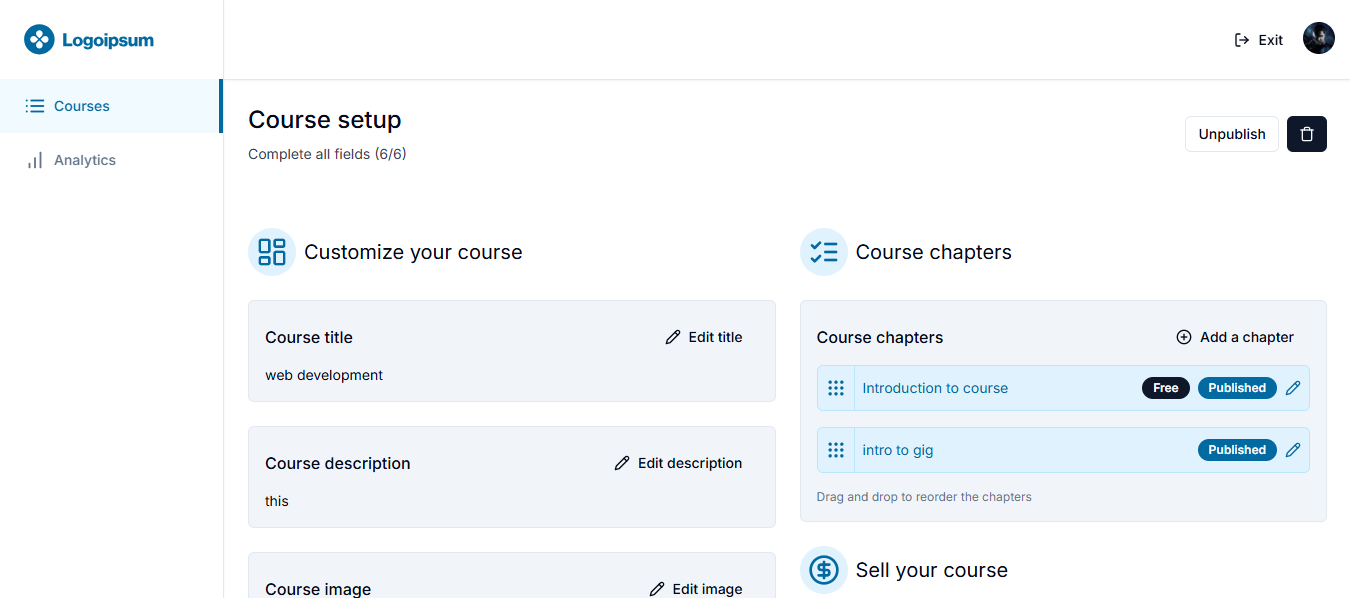 Logoipsum
Exit
Courses
Analytics
Course setup
Complete all fields (6/6)
Unpublish
Customize your course
Course title
Edit title
web development
Course description
Edit description
this
Course image
Edit image
Course chapters
Course chapters
Add a chapter
Introduction to course
Free
Published
intro to gig
Published
Drag and drop to reorder the chapters
Sell your course